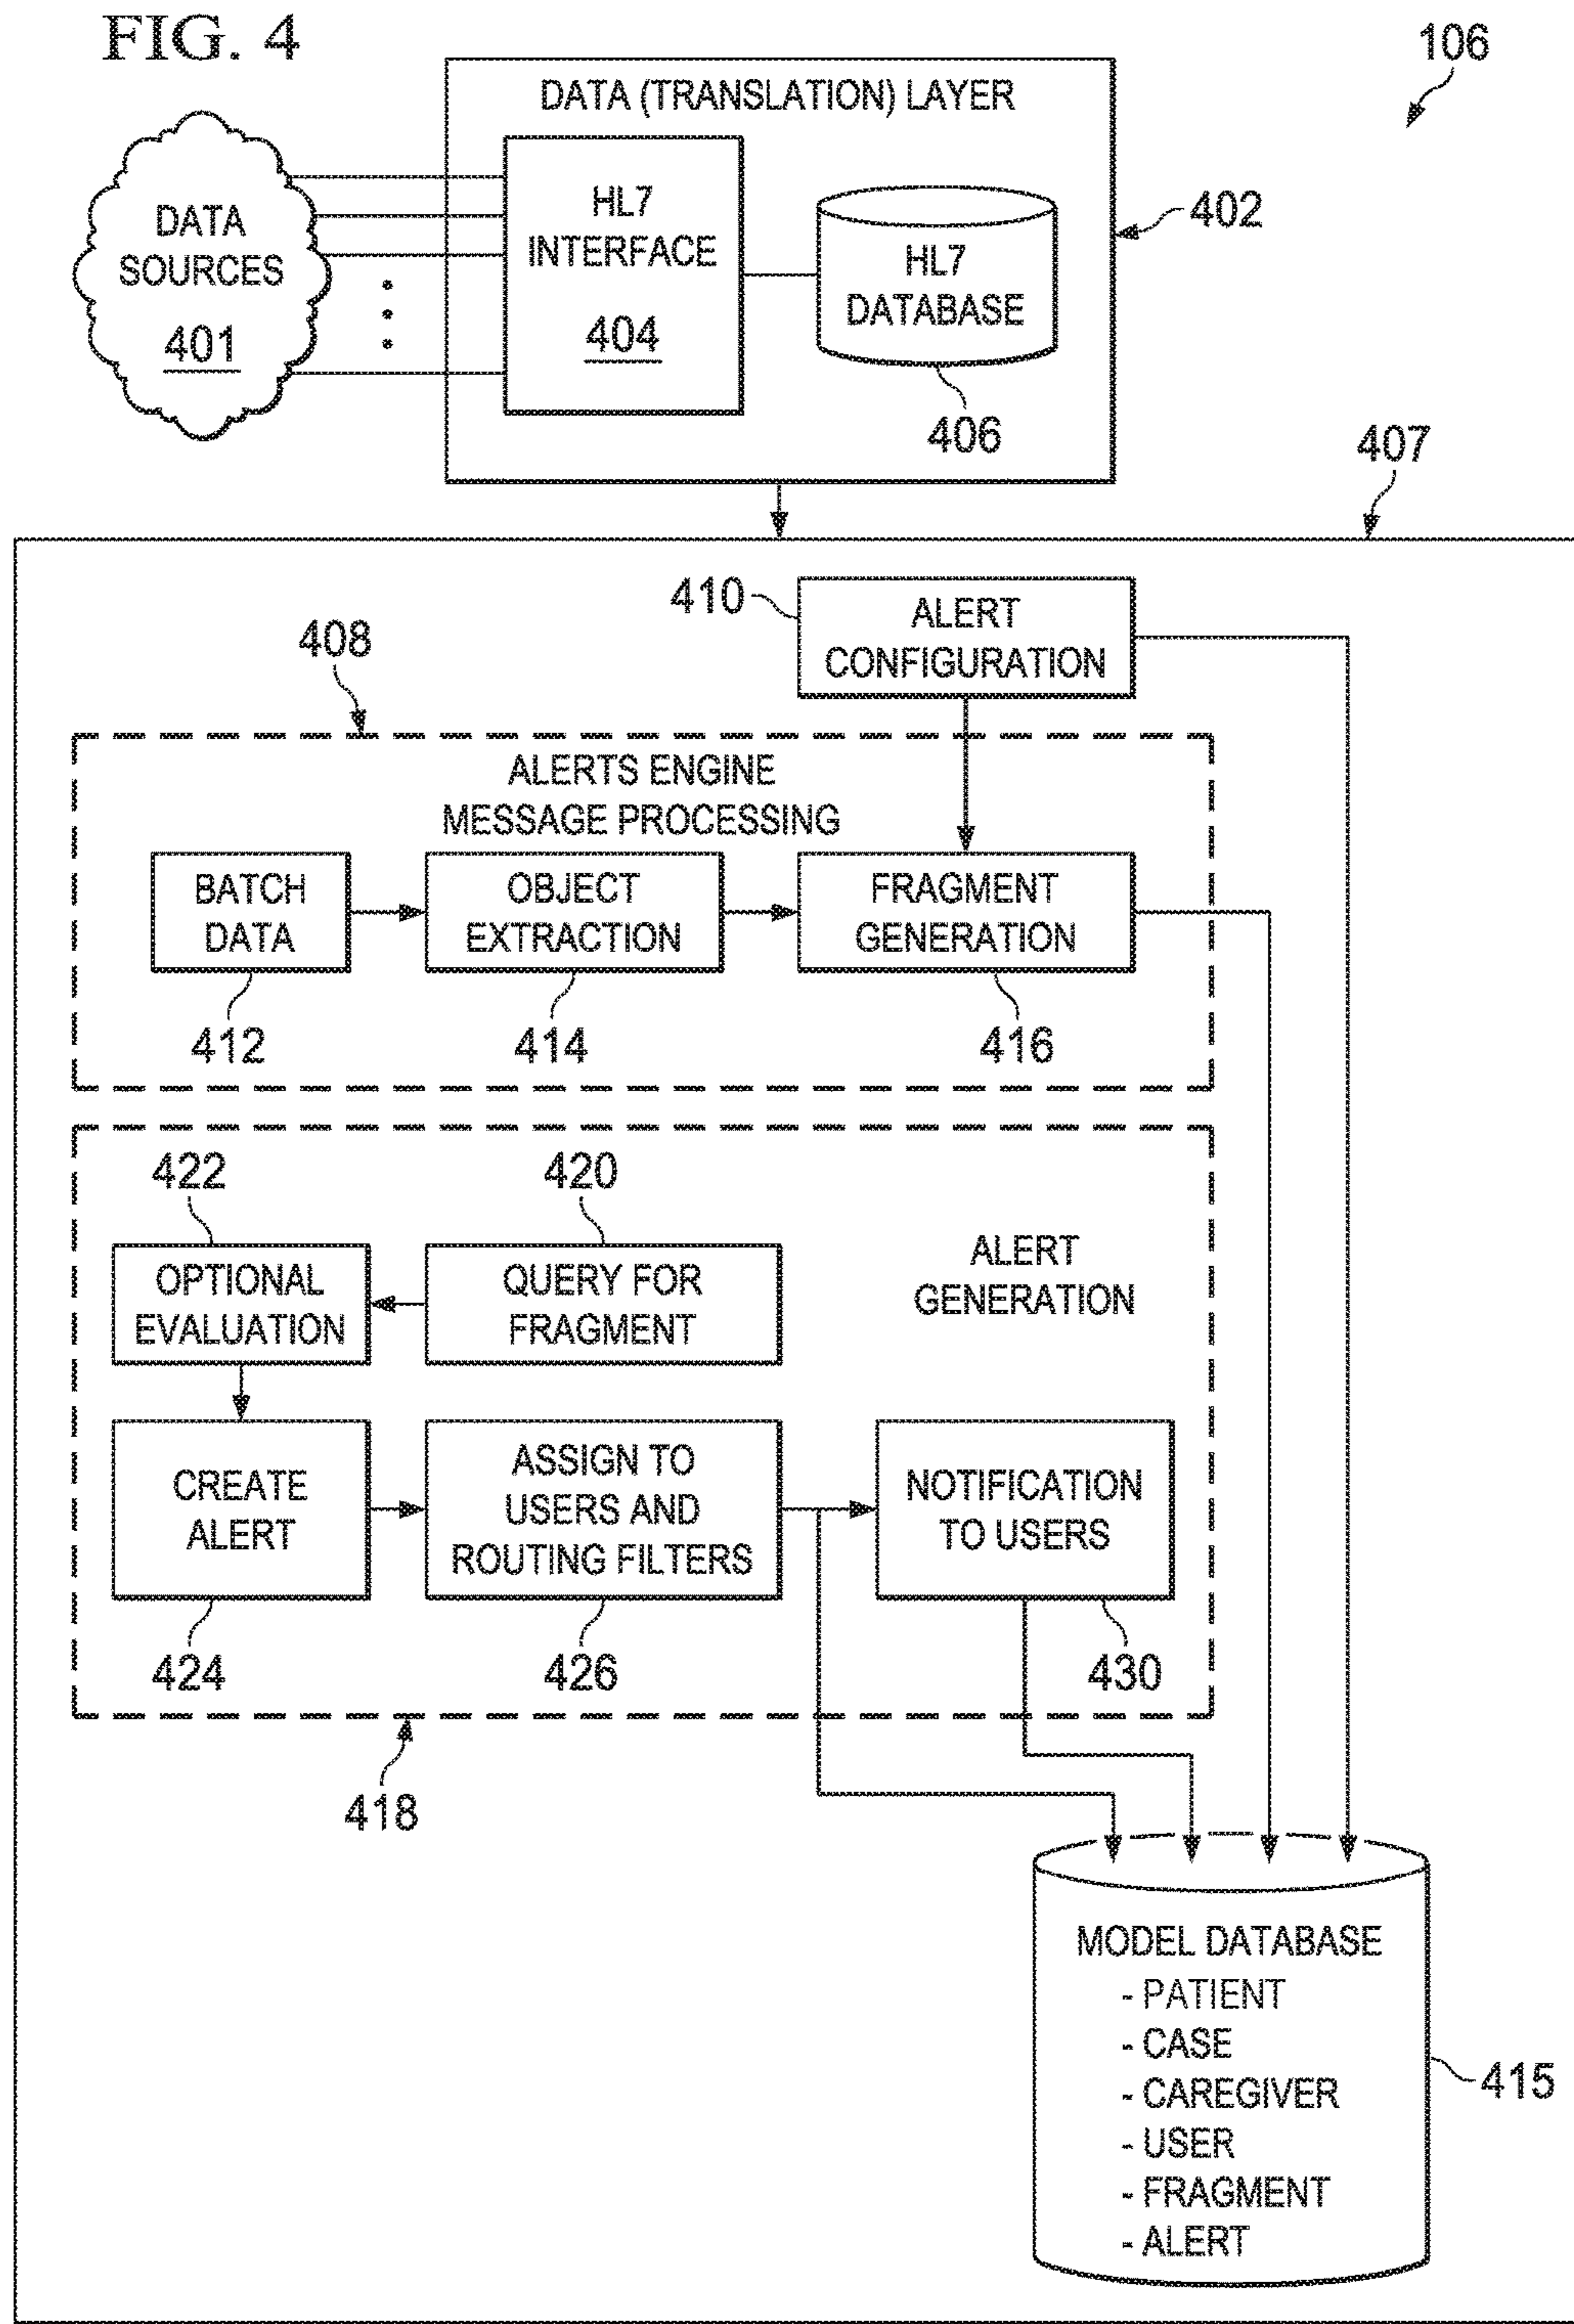 FIG. 4
106
DATA (TRANSLATION) LAYER
DATA
SOURCES
401
HL7
INTERFACE
404
HL7
DATABASE
406
402
407
410
ALERT
CONFIGURATION
408
ALERTS ENGINE
MESSAGE PROCESSING
BATCH
DATA
OBJECT
EXTRACTION
FRAGMENT
GENERATION
412
414
416
422
420
OPTIONAL
EVALUATION
QUERY FOR
FRAGMENT
ALERT
GENERATION
CREATE
ALERT
ASSIGN TO
USERS AND
ROUTING FILTERS
NOTIFICATION
TO USERS
424
426
430
418
MODEL DATABASE
- PATIENT
- CASE
- CAREGIVER
- USER
- FRAGMENT
- ALERT
415